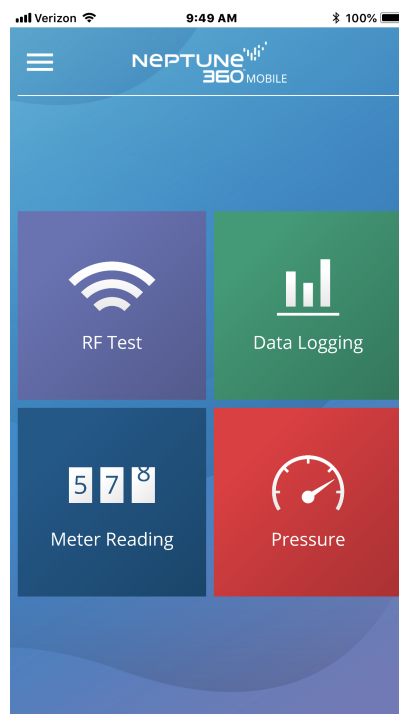 Verizon 9:49 AM 100%
NEPTUNE
360 MOBILE
RF Test
Data Logging
5 7 8
Meter Reading
Pressure